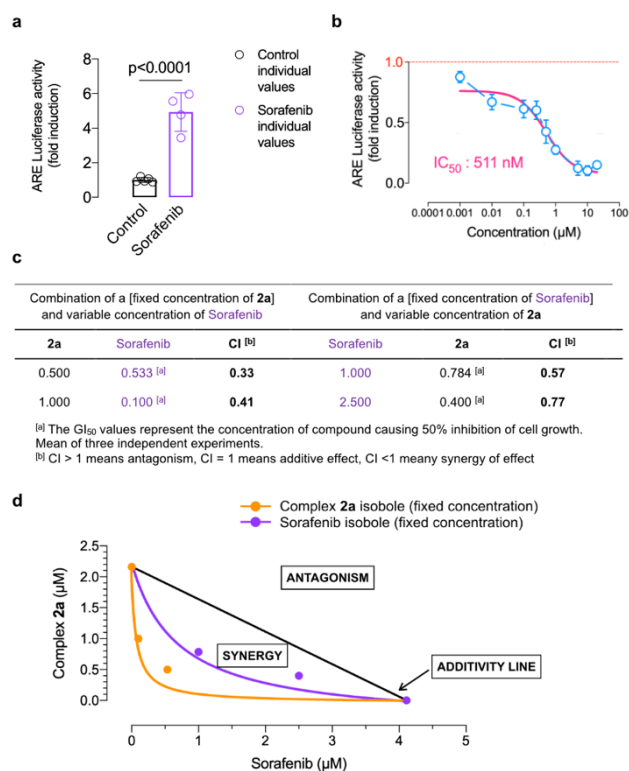 a
ARE Luciferase activity
(fold induction)
8
6
4
2
0
p<0.0001
Control
Sorafenib
Control
individual
values
Sorafenib
individual
values
b
ARE Luciferase activity
(fold induction)
1.0
0.5
0.0
IC50 : 511 nM
0.0001 0.001 0.01 0.1 1 10 100
Concentration (µM)
c
Combination of a [fixed concentration of 2a]
and variable concentration of Sorafenib
Combination of a [fixed concentration of Sorafenib]
and variable concentration of 2a
2a Sorafenib CI [b] Sorafenib 2a CI [b]
0.500 0.533 [a] 0.33 1.000 0.784 [a] 0.57
1.000 0.100 [a] 0.41 2.500 0.400 [a] 0.77
[a] The GI50 values represent the concentration of compound causing 50% inhibition of cell growth.
Mean of three independent experiments.
[b] CI > 1 means antagonism, CI = 1 means additive effect, CI <1 meany synergy of effect
d
Complex 2a isobole (fixed concentration)
Sorafenib isobole (fixed concentration)
Complex 2a (µM)
2.5
2.0
1.5
1.0
0.5
0.0
ANTAGONISM
SYNERGY
ADDITIVITY LINE
0 1 2 3 4 5
Sorafenib
(µM)